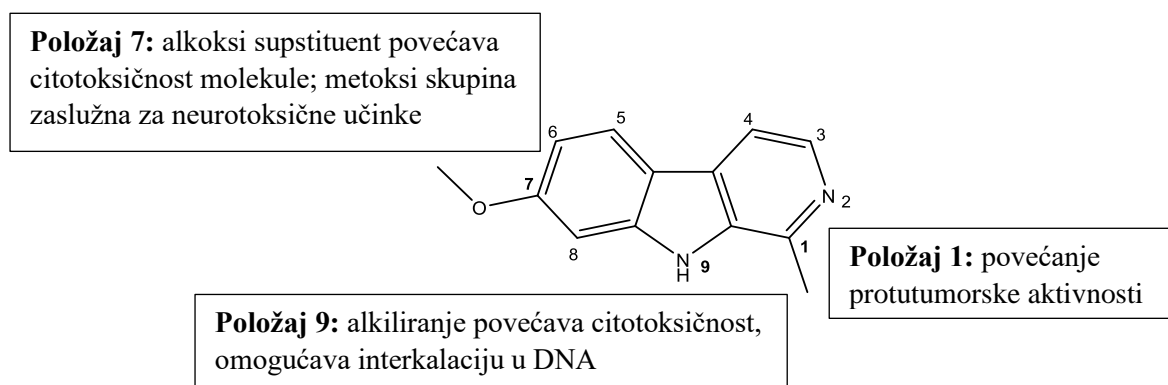 Položaj 7: alkoksi supstituent povećava
citotoksičnost molekule; metoksi skupina
zaslužna za neurotoksične učinke
5
4
6
3
7
N 2
O
8
1
N 9
H
Položaj 1: povećanje
protutumorske aktivnosti
Položaj 9: alkiliranje povećava citotoksičnost,
omogućava interkalaciju u DNA